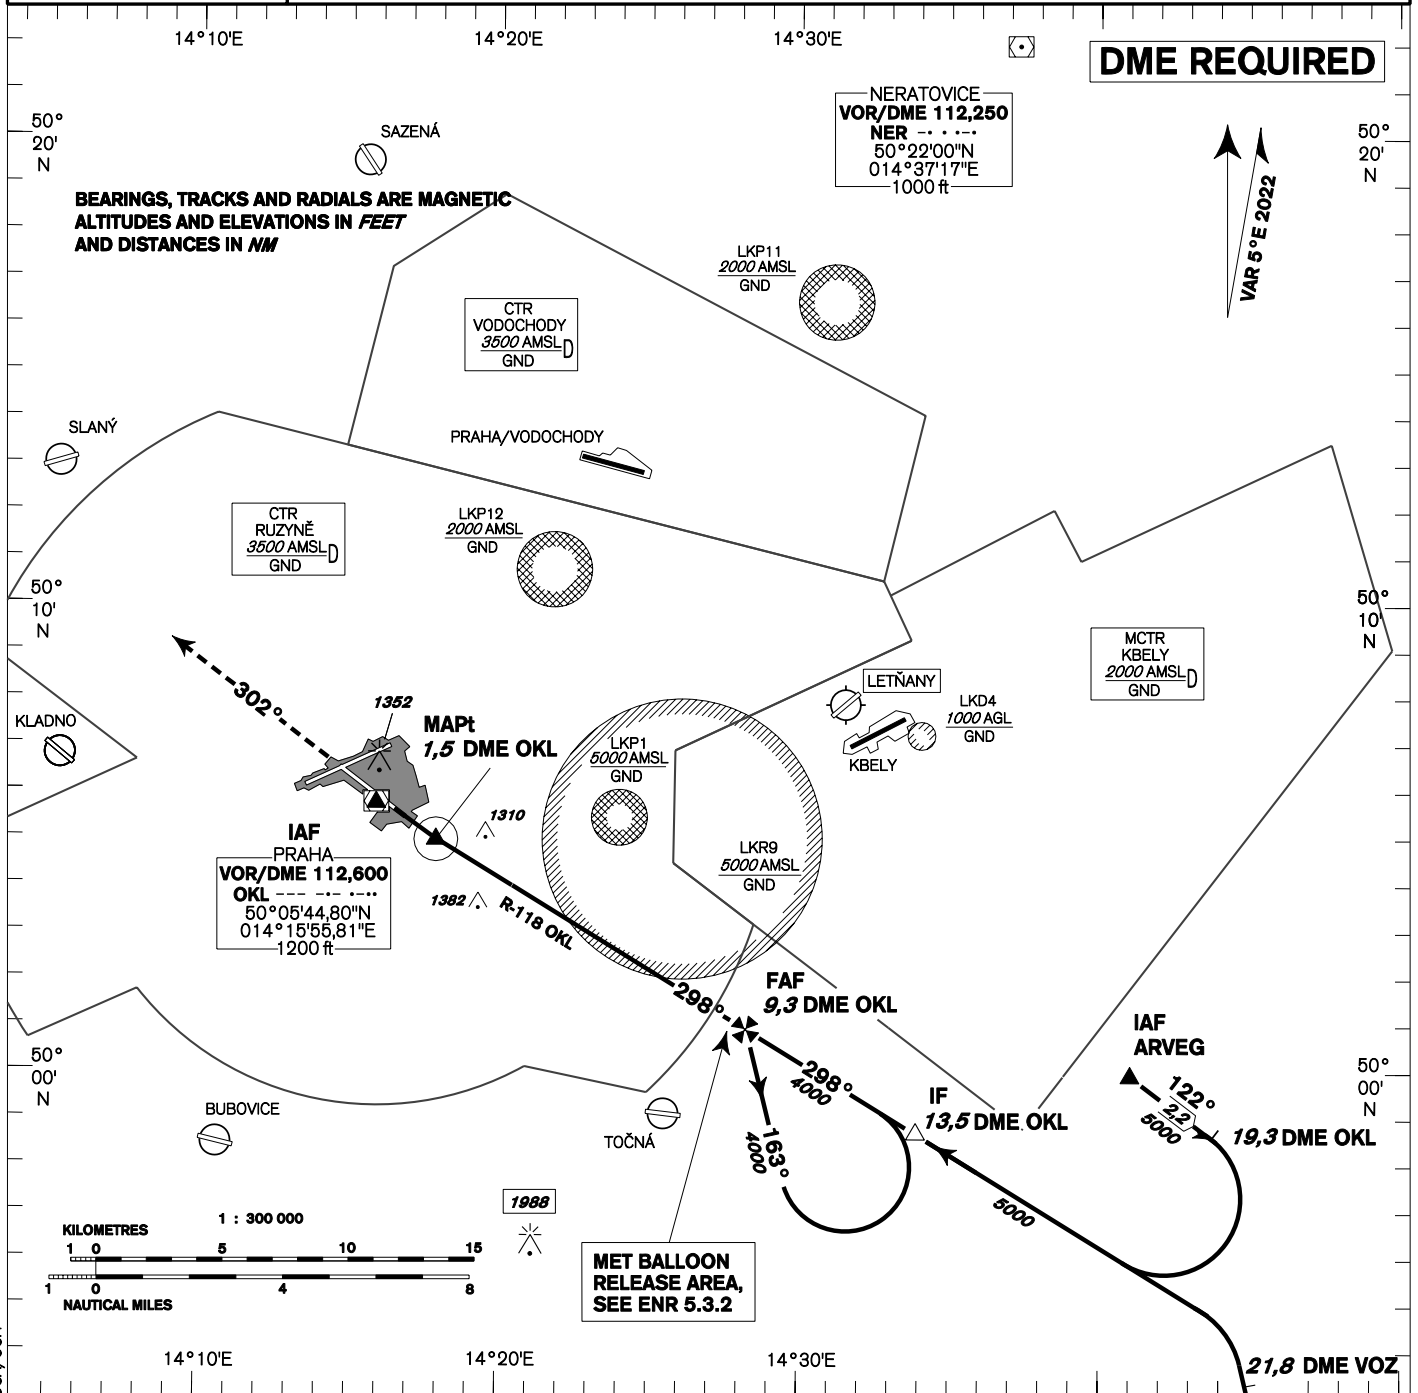 14°10'E
14°20'E
14°30'E
DME REQUIRED
NERATOVICE
VOR/DME 112,250
NER –· · ·–·
50°22'00"N
014°37'17"E
1000 ft
50°
20'
N
50°
20'
N
SAZENÁ
BEARINGS, TRACKS AND RADIALS ARE MAGNETIC
ALTITUDES AND ELEVATIONS IN FEET
AND DISTANCES IN NM
VAR 5°E 2022
LKP11
2000 AMSL
GND
CTR
VODOCHODY
3500 AMSL D
GND
SLANÝ
PRAHA/VODOCHODY
CTR
RUZYNĚ
3500 AMSL D
GND
LKP12
2000 AMSL
GND
50°
10'
N
50°
10'
N
MCTR
KBELY
2000 AMSL D
GND
302°
1352
KLADNO
MAPt
1,5 DME OKL
LETŇANY
LKD4
1000 AGL
GND
KBELY
LKP1
5000 AMSL
GND
1310
IAF
PRAHA
VOR/DME 112,600
OKL ––– –·– ·–··
50°05'44,80"N
014°15'55,81"E
1200 ft
LKR9
5000 AMSL
GND
1382
R-118 OKL
298°
FAF
9,3 DME OKL
IAF
ARVEG
122°
2,2
5000
19,3 DME OKL
298°
4000
IF
13,5 DME OKL
50°
00'
N
50°
00'
N
BUBOVICE
TOČNÁ
163°
4000
5000
1988
1 : 300 000
KILOMETRES
1 0 5 10 15
1 0 4 8
NAUTICAL MILES
MET BALLOON
RELEASE AREA,
SEE ENR 5.3.2
14°10'E
14°20'E
14°30'E
21,8 DME VOZ